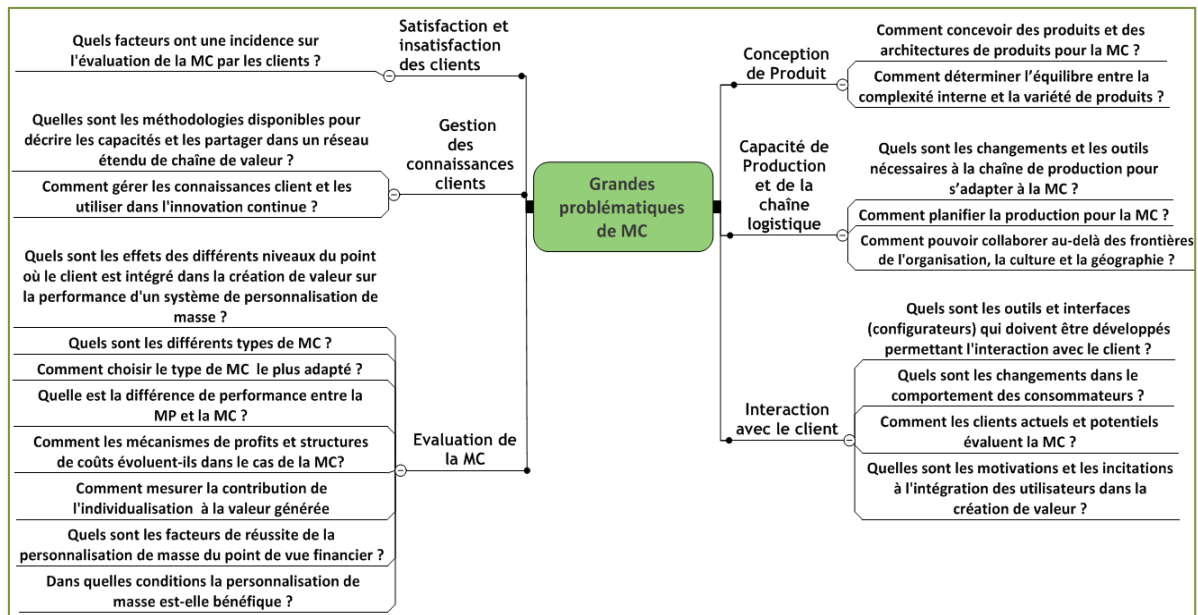 Grandes
problématiques
de MC
Satisfaction et
insatisfaction
des clients
Quels facteurs ont une incidence sur
l'évaluation de la MC par les clients ?
Gestion
des
connaissances
clients
Quelles sont les méthodologies disponibles pour
décrire les capacités et les partager dans un réseau
étendu de chaîne de valeur ?
Comment gérer les connaissances client et les
utiliser dans l'innovation continue ?
Evaluation de
la MC
Quels sont les effets des différents niveaux du point
où le client est intégré dans la création de valeur sur
la performance d'un système de personnalisation de
masse ?
Quels sont les différents types de MC ?
Comment choisir le type de MC le plus adapté ?
Quelle est la différence de performance entre la
MP et la MC ?
Comment les mécanismes de profits et structures
de coûts évoluent-ils dans le cas de la MC?
Comment mesurer la contribution de
l'individualisation à la valeur générée
Quels sont les facteurs de réussite de la
personnalisation de masse du point de vue financier ?
Dans quelles conditions la personnalisation de
masse est-elle bénéfique ?
Conception
de Produit
Comment concevoir des produits et des
architectures de produits pour la MC ?
Comment déterminer l’équilibre entre la
complexité interne et la variété de produits ?
Capacité de
Production
et de la
chaîne
logistique
Quels sont les changements et les outils
nécessaires à la chaîne de production pour
s’adapter à la MC ?
Comment planifier la production pour la MC ?
Comment pouvoir collaborer au-delà des frontières
de l'organisation, la culture et la géographie ?
Interaction
avec le client
Quels sont les outils et interfaces
(configurateurs) qui doivent être développés
permettant l'interaction avec le client ?
Quels sont les changements dans le
comportement des consommateurs ?
Comment les clients actuels et potentiels
évaluent la MC ?
Quelles sont les motivations et les incitations
à l'intégration des utilisateurs dans la
création de valeur ?